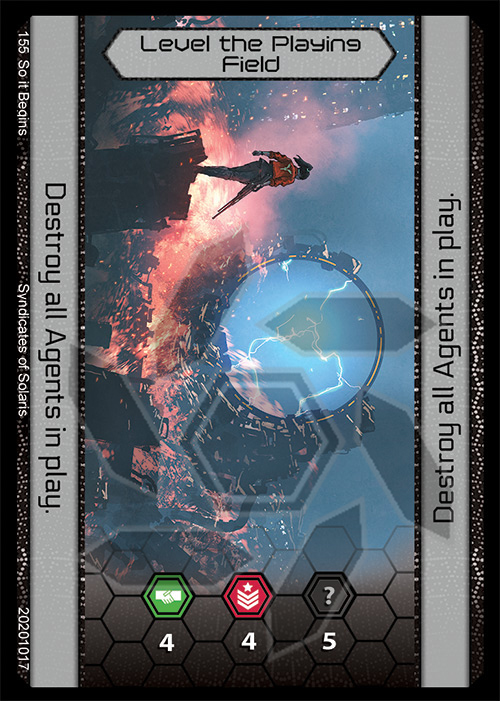 Level the Playing
Field
155 So it Begins
Syndicates of Solaris
20201017
Destroy all Agents in play.
Destroy all Agents in play.
?
4
4
5